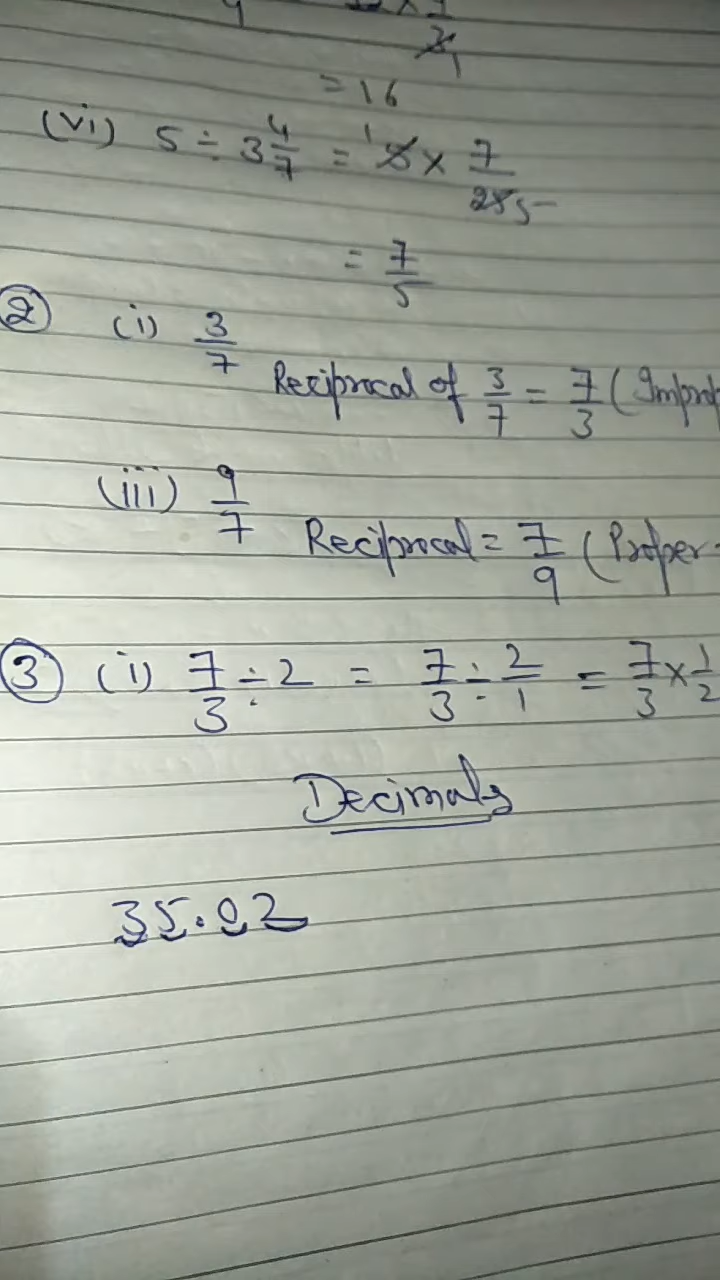 = 16
(vi) 5 ÷ 3 4/7 = 1 5 × 7/25 5
= 7/5
② (i) 3/7
Reciprocal of 3/7 = 7/3 (Improp
(iii) 9/7 Reciprocal = 7/9 (Proper
③ (i) 7/3 ÷ 2 = 7/3 ÷ 2/1 = 7/3 × 1/2
Decimals
35.02